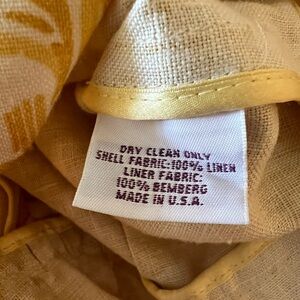 DRY CLEAN ONLY
SHELL FABRIC:100% LINEN
LINER FABRIC:
100% BEMBERG
MADE IN U.S.A.